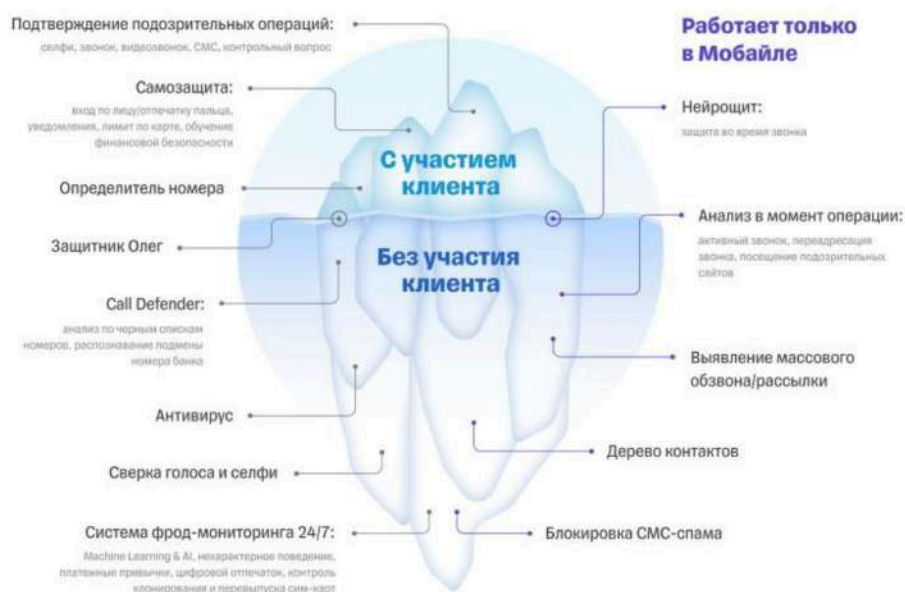 Подтверждение подозрительных операций:
селфи, звонок, видеозвонок, СМС, контрольный вопрос
Самозащита:
вход по лицу/отпечатку пальца,
уведомления, лимит по карте, обучение
финансовой безопасности
Определитель номера
Защитник Олег
Call Defender:
анализ по черным спискам
номеров, распознавание подмены
номера банка
Антивирус
Сверка голоса и селфи
Система фрод-мониторинга 24/7:
Machine Learning & AI, нехарактерное поведение,
платежные привычки, цифровой отпечаток, контроль
клонирования и перевыпуска сим-карт
С участием
клиента
Без участия
клиента
Работает только
в Мобайле
Нейрощит:
защита во время звонка
Анализ в момент операции:
активный звонок, переадресация
звонка, посещение подозрительных
сайтов
Выявление массового
обзвона/рассылки
Дерево контактов
Блокировка СМС-спама